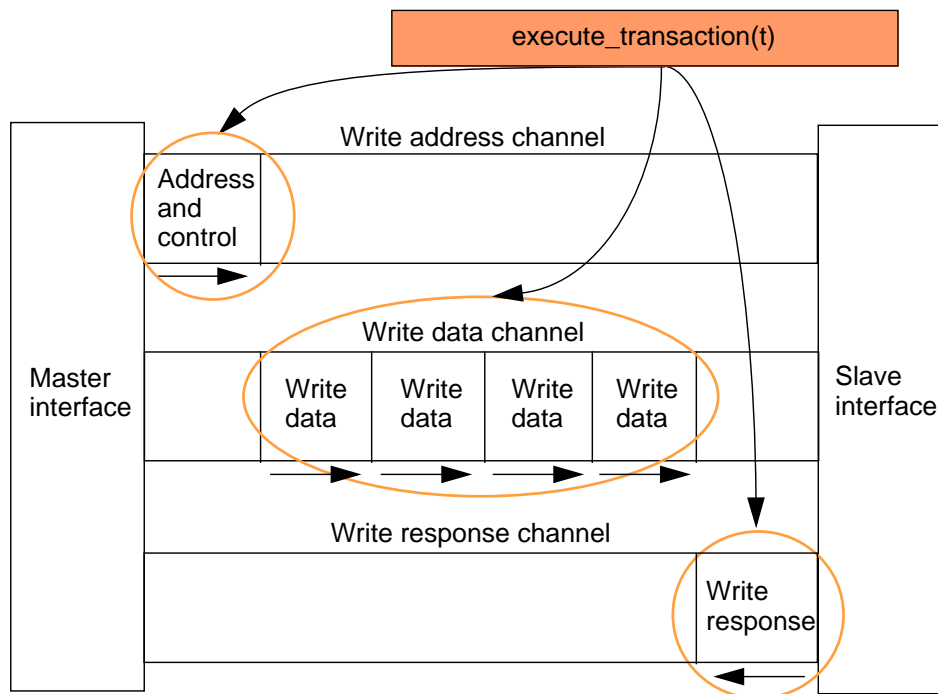 execute_transaction(t)
Write address channel
Address
and
control
Write data channel
Master
interface
Write
data
Write
data
Write
data
Write
data
Slave
interface
Write response channel
Write
response